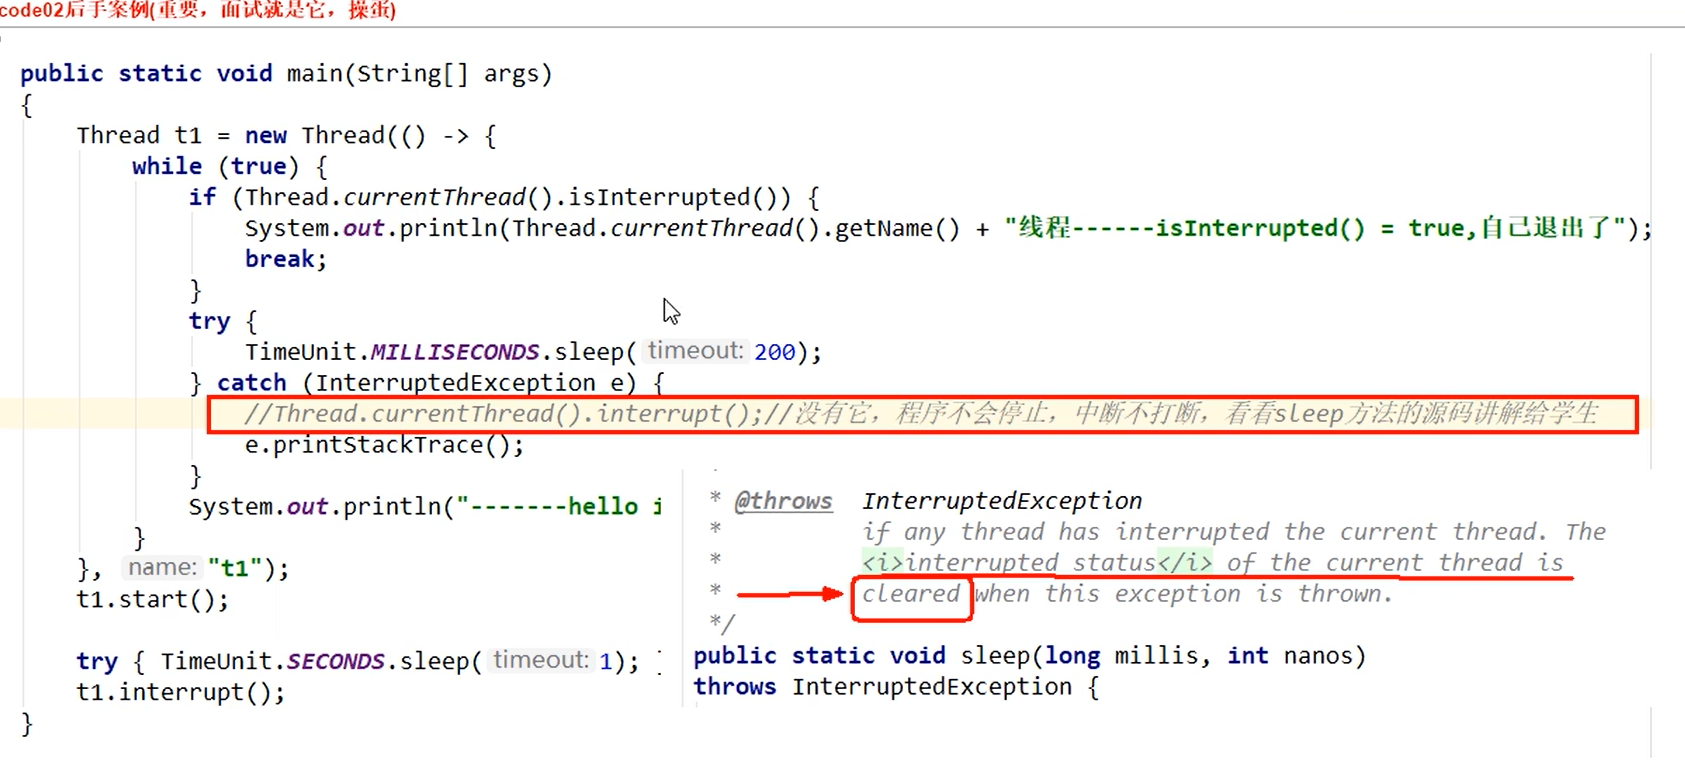 code02后手案例(重要，面试就是它，操蛋)
public static void main(String[] args)
{
Thread t1 = new Thread(() -> {
while (true) {
if (Thread.currentThread().isInterrupted()) {
System.out.println(Thread.currentThread().getName() + "线程------isInterrupted() = true,自己退出了");
break;
}
try {
TimeUnit.MILLISECONDS.sleep( timeout: 200);
} catch (InterruptedException e) {
//Thread.currentThread().interrupt();//没有它，程序不会停止，中断不打断，看看sleep方法的源码讲解给学生
e.printStackTrace();
}
System.out.println("-------hello i
}
}, name: "t1");
t1.start();
try { TimeUnit.SECONDS.sleep( timeout: 1);
t1.interrupt();
}
* @throws InterruptedException
* if any thread has interrupted the current thread. The
* <i>interrupted status</i> of the current thread is
* cleared when this exception is thrown.
*/
public static void sleep(long millis, int nanos)
throws InterruptedException {